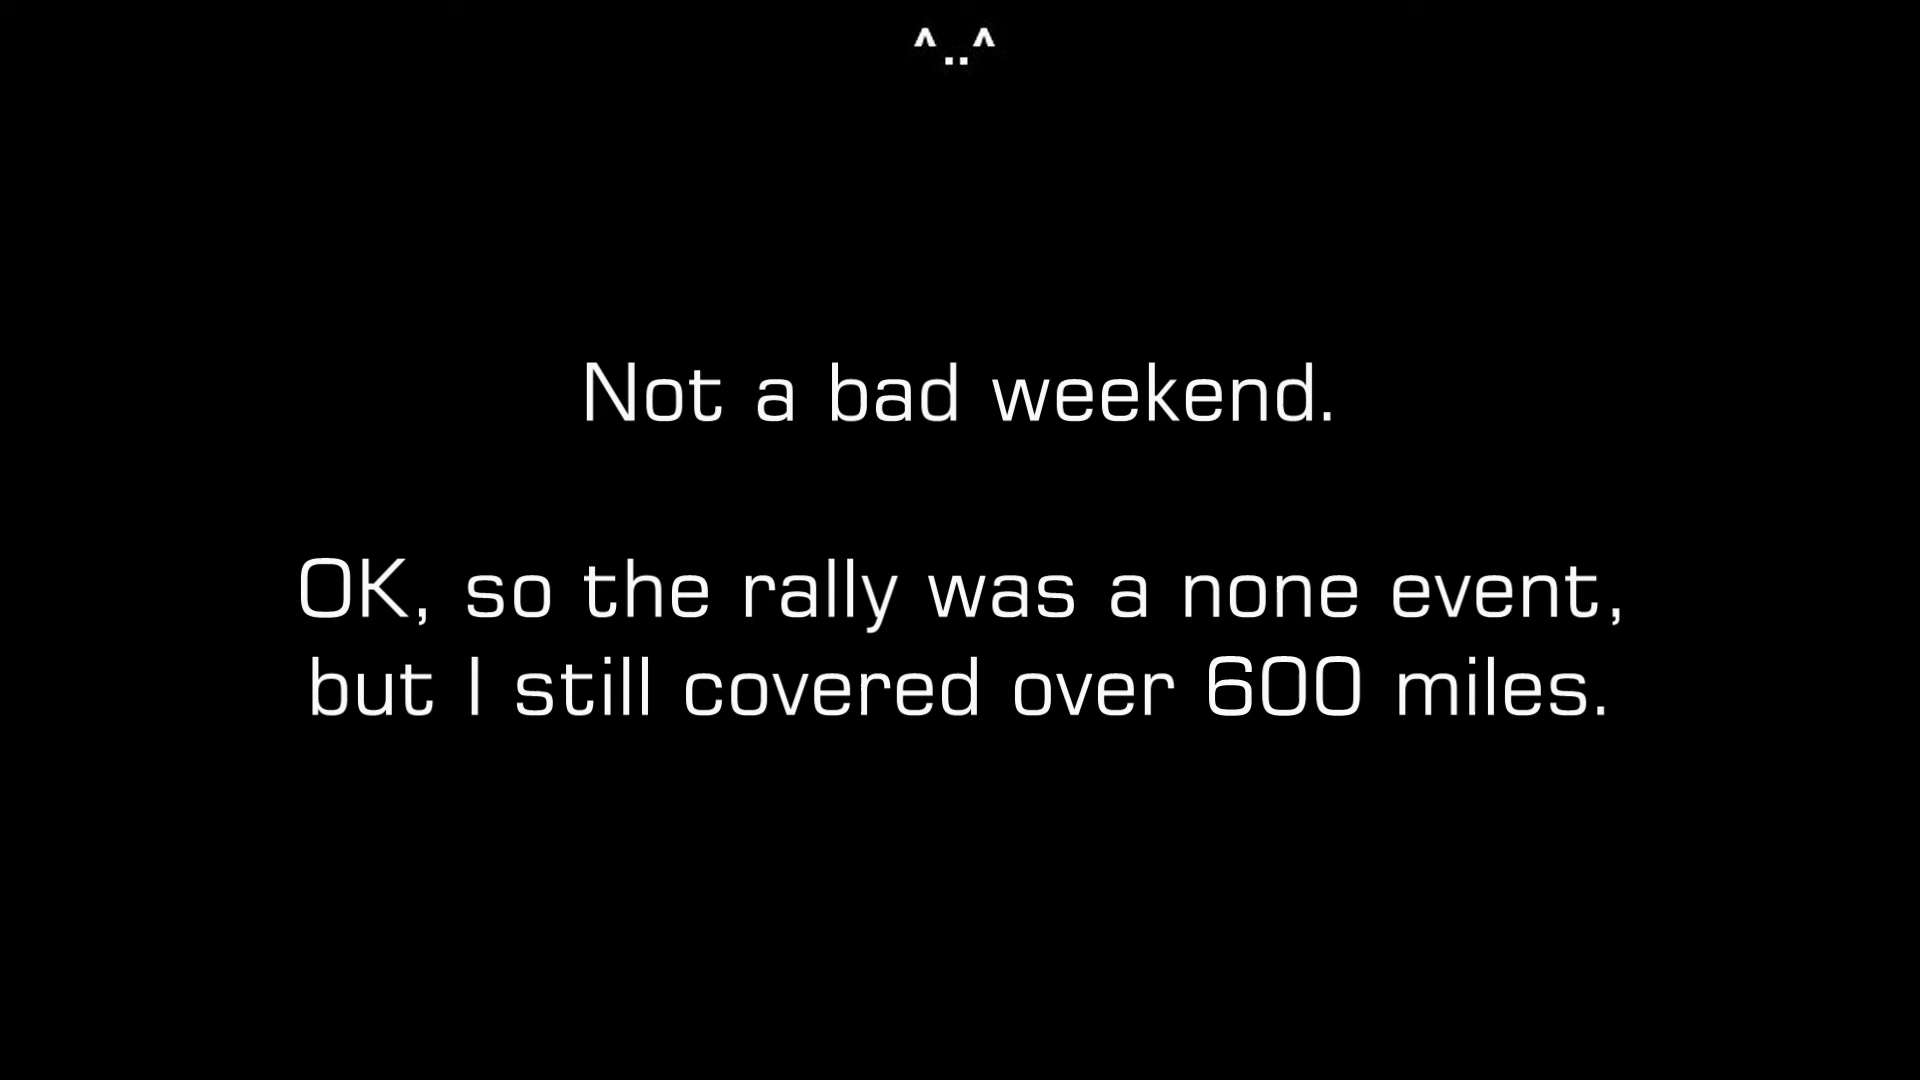 ^..^
Not a bad weekend.
OK, so the rally was a none event,
but I still covered over 600 miles.